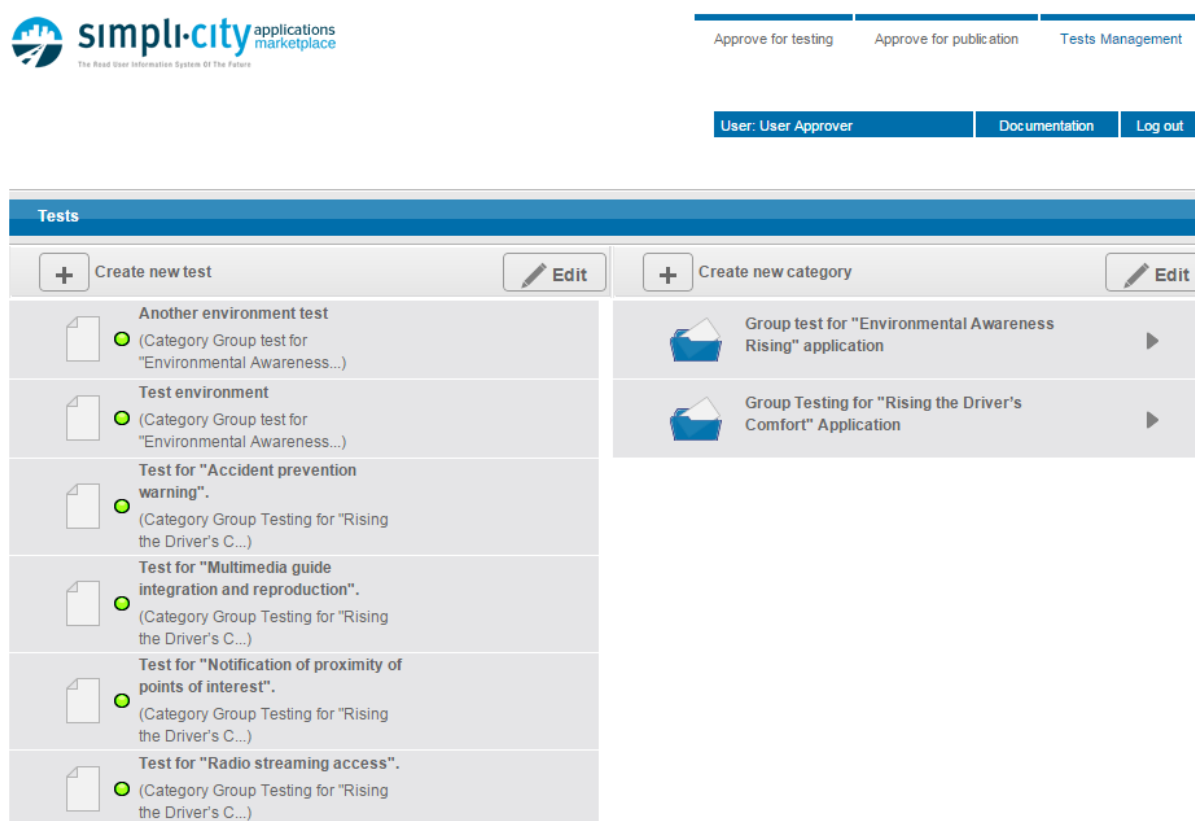 simpli·city applications
marketplace
The Road User Information System Of The Future
Approve for testing Approve for publication Tests Management
User: User Approver Documentation Log out
Tests
Create new test Edit
Create new category Edit
Another environment test
(Category Group test for
"Environmental Awareness...)
Test environment
(Category Group test for
"Environmental Awareness...)
Test for "Accident prevention
warning".
(Category Group Testing for "Rising
the Driver's C...)
Test for "Multimedia guide
integration and reproduction".
(Category Group Testing for "Rising
the Driver's C...)
Test for "Notification of proximity of
points of interest".
(Category Group Testing for "Rising
the Driver's C...)
Test for "Radio streaming access".
(Category Group Testing for "Rising
the Driver's C...)
Group test for "Environmental Awareness
Rising" application
Group Testing for "Rising the Driver's
Comfort" Application